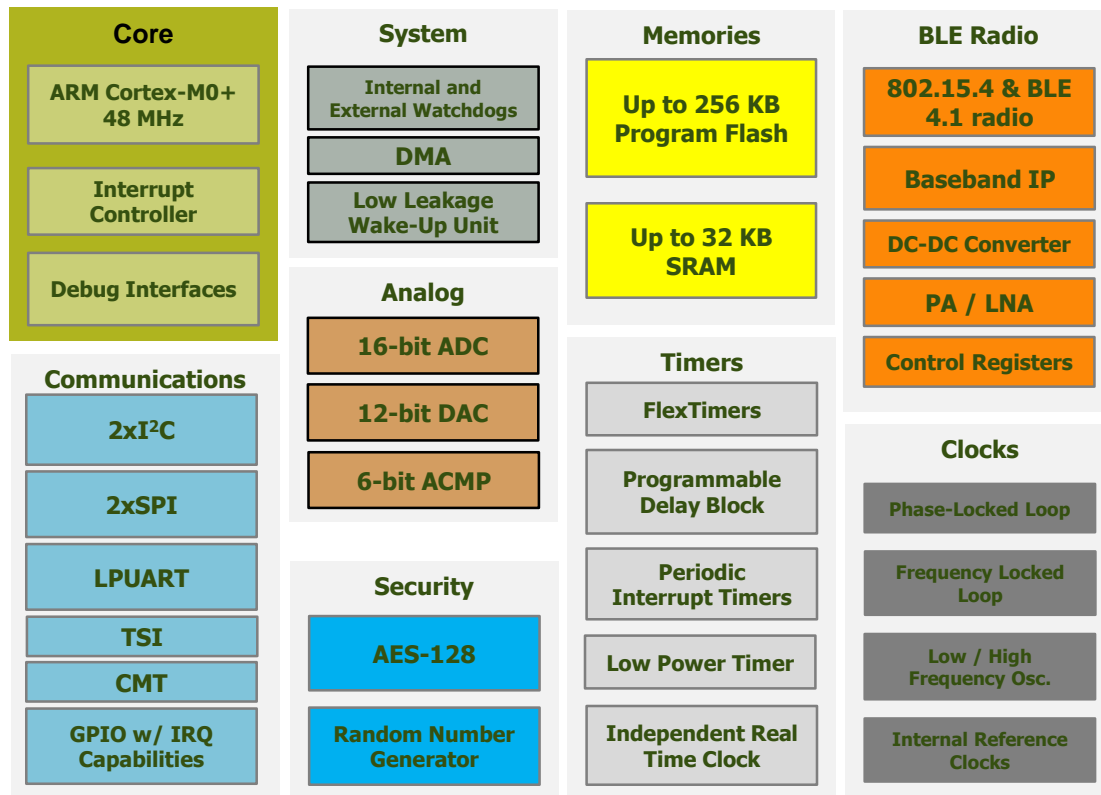 Core
ARM Cortex-M0+
48 MHz
Interrupt
Controller
Debug Interfaces
System
Internal and
External Watchdogs
DMA
Low Leakage
Wake-Up Unit
Memories
Up to 256 KB
Program Flash
Up to 32 KB
SRAM
BLE Radio
802.15.4 & BLE
4.1 radio
Baseband IP
DC-DC Converter
PA / LNA
Control Registers
Communications
2xI²C
2xSPI
LPUART
TSI
CMT
GPIO w/ IRQ
Capabilities
Analog
16-bit ADC
12-bit DAC
6-bit ACMP
Security
AES-128
Random Number
Generator
Timers
FlexTimers
Programmable
Delay Block
Periodic
Interrupt Timers
Low Power Timer
Independent Real
Time Clock
Clocks
Phase-Locked Loop
Frequency Locked
Loop
Low / High
Frequency Osc.
Internal Reference
Clocks